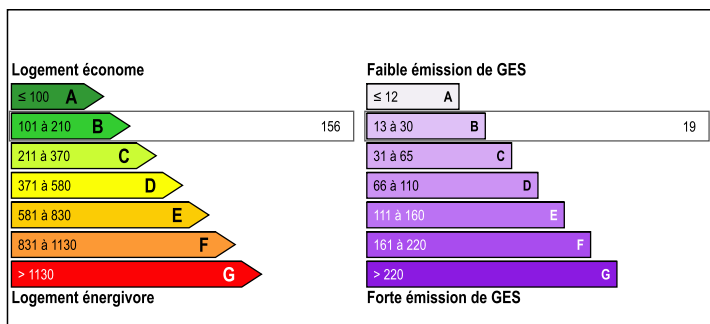 Logement économe
≤ 100 A
101 à 210 B 156
211 à 370 C
371 à 580 D
581 à 830 E
831 à 1130 F
> 1130 G
Logement énergivore
Faible émission de GES
≤ 12 A
13 à 30 B 19
31 à 65 C
66 à 110 D
111 à 160 E
161 à 220 F
> 220 G
Forte émission de GES